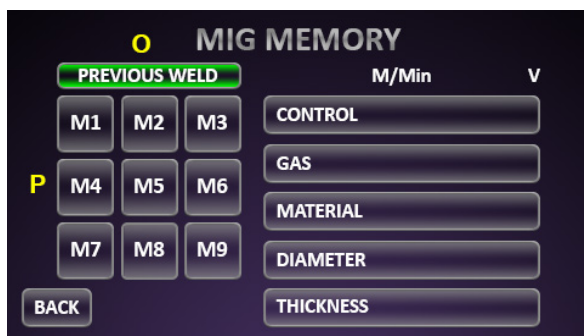 O MIG MEMORY
PREVIOUS WELD M/Min V
M1 M2 M3 CONTROL
GAS
P M4 M5 M6
MATERIAL
M7 M8 M9 DIAMETER
BACK THICKNESS